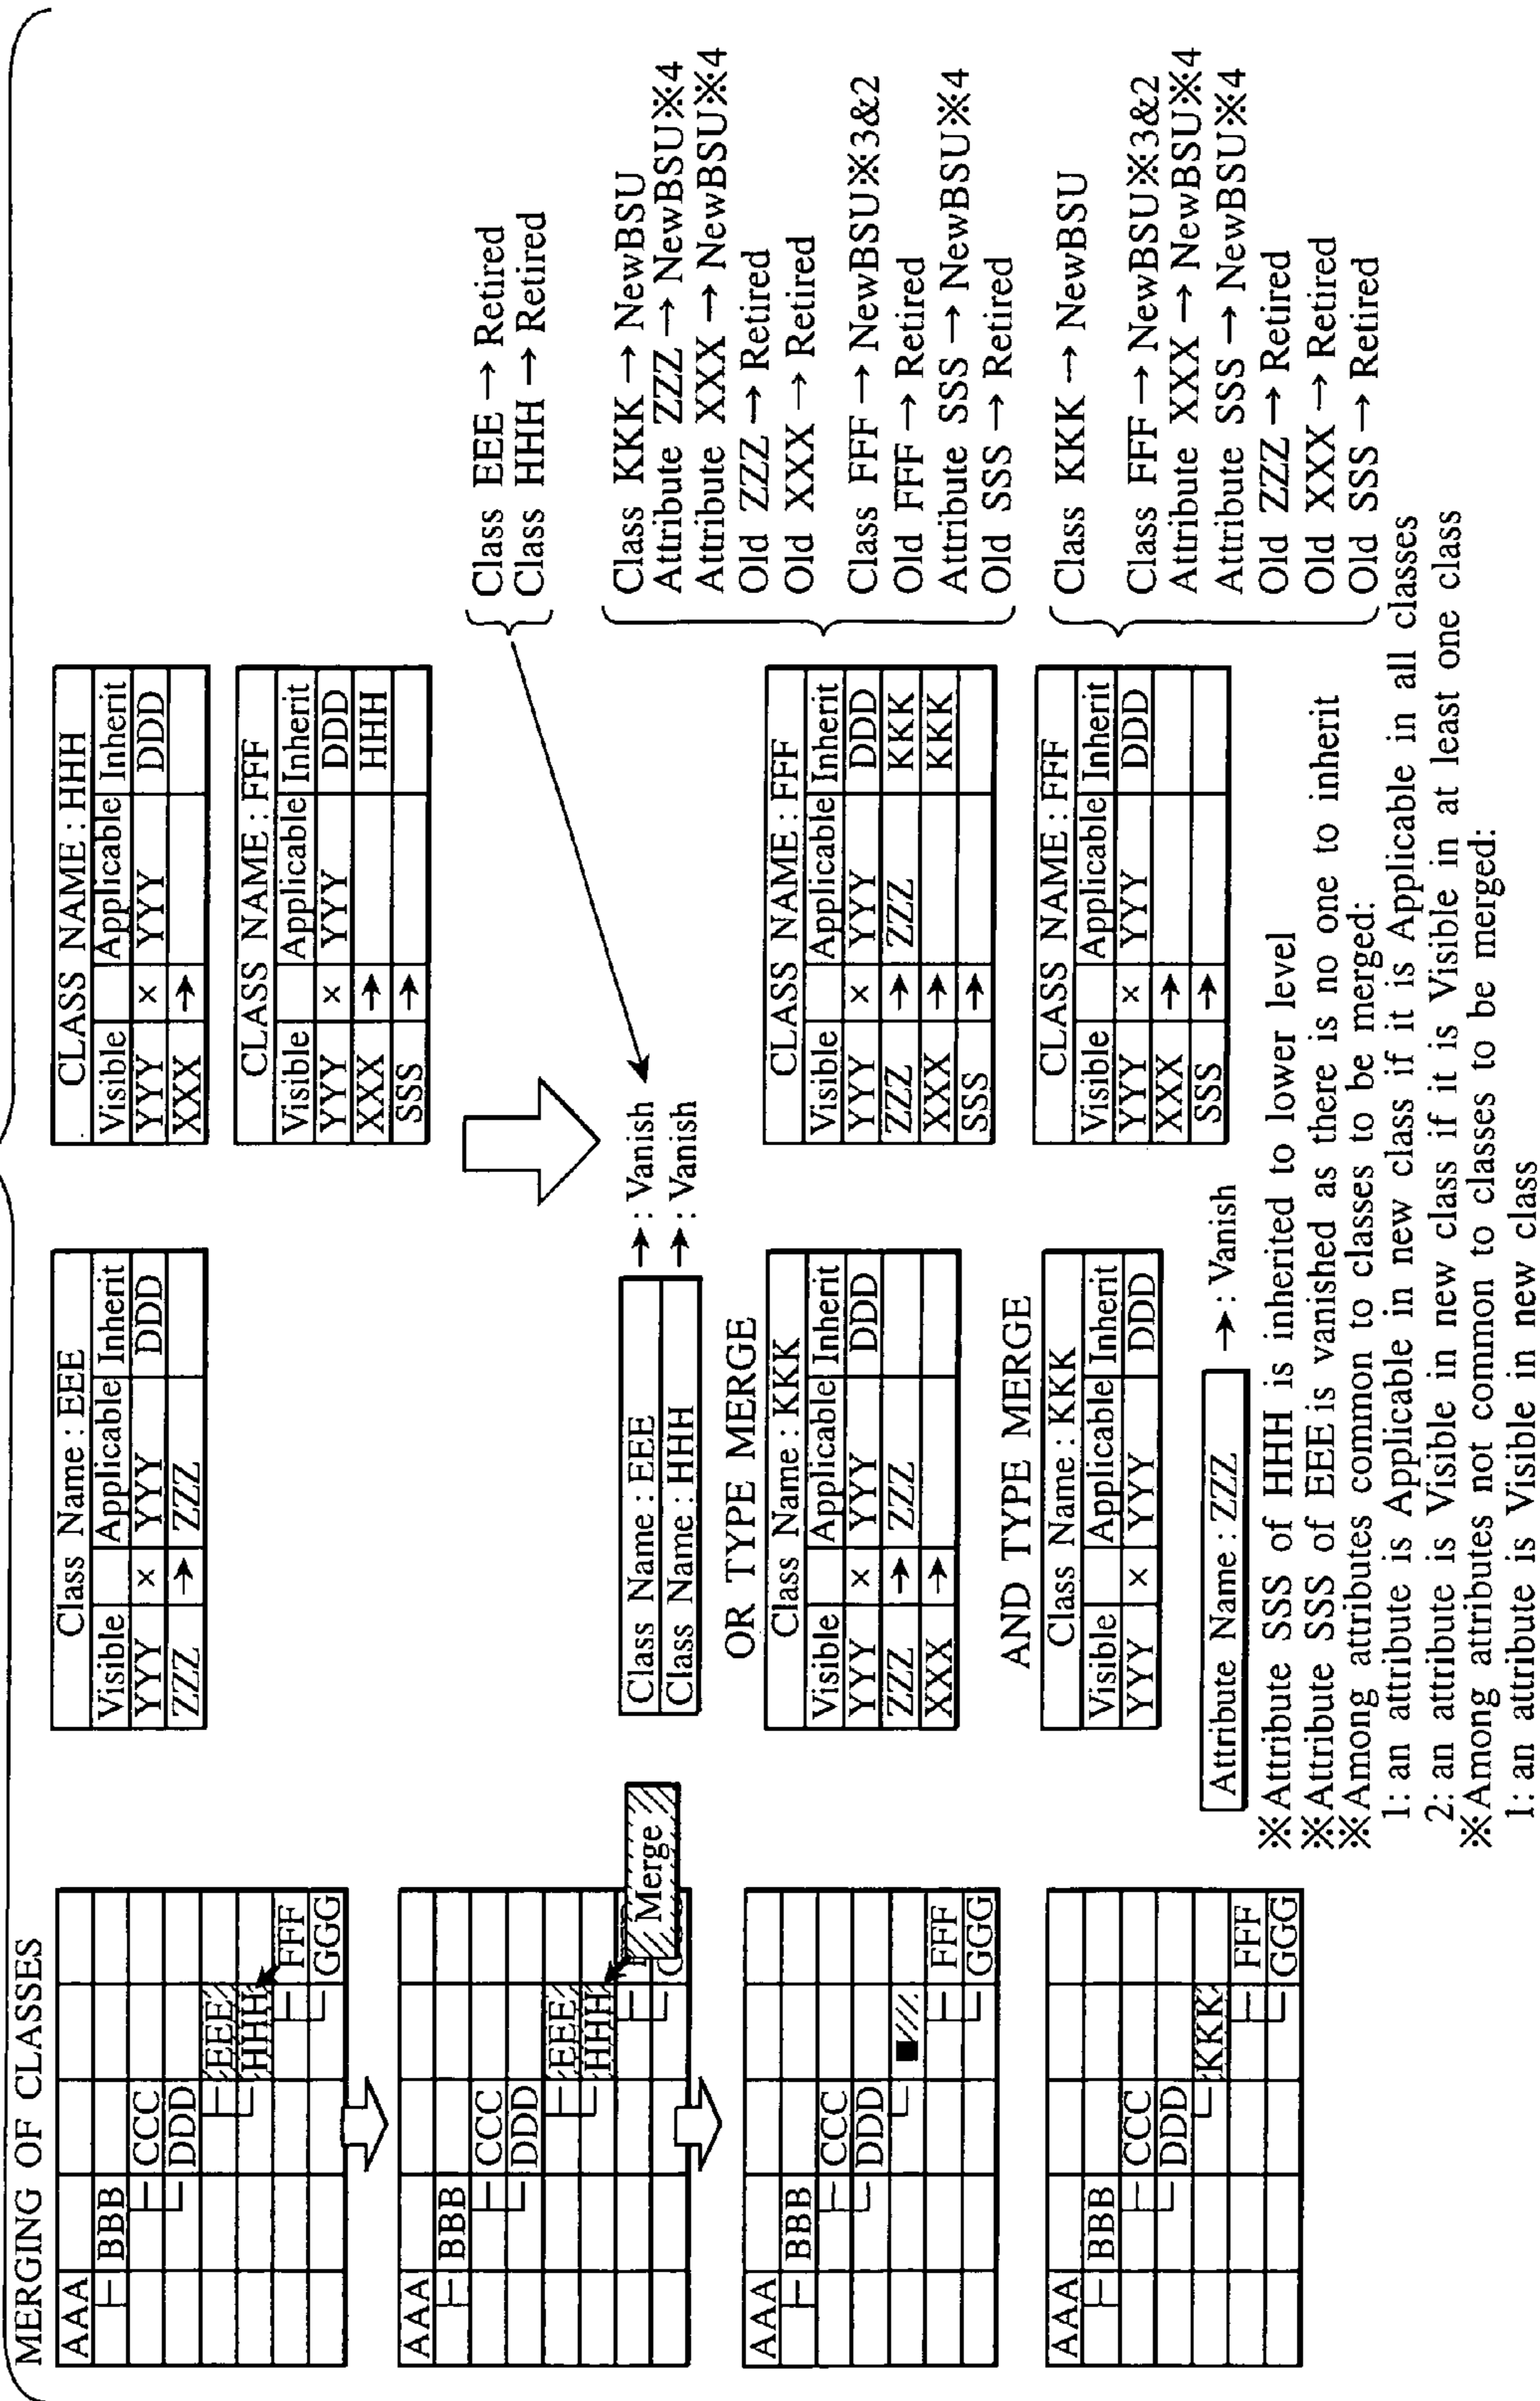 MERGING OF CLASSES
AAA
BBB
CCC
DDD
EEE
HHH
FFF
GGG
AAA
BBB
CCC
DDD
EEE
HHH
Merge
AAA
BBB
CCC
DDD
FFF
GGG
AAA
BBB
CCC
DDD
KKK
FFF
GGG
Class Name : EEE
Visible Applicable Inherit
YYY × YYY DDD
ZZZ → ZZZ
CLASS NAME : HHH
Visible Applicable Inherit
YYY × YYY DDD
XXX →
CLASS NAME : FFF
Visible Applicable Inherit
YYY × YYY DDD
XXX → HHH
SSS →
Class Name : EEE → : Vanish
Class Name : HHH → : Vanish
Class EEE → Retired
Class HHH → Retired
OR TYPE MERGE
Class Name : KKK
Visible Applicable Inherit
YYY × YYY DDD
ZZZ → ZZZ
XXX →
CLASS NAME : FFF
Visible Applicable Inherit
YYY × YYY DDD
ZZZ → ZZZ KKK
XXX → KKK
SSS →
Class KKK → NewBSU
Attribute ZZZ → NewBSU※4
Attribute XXX → NewBSU※4
Old ZZZ → Retired
Old XXX → Retired
Class FFF → NewBSU※3&2
Old FFF → Retired
Attribute SSS → NewBSU※4
Old SSS → Retired
AND TYPE MERGE
Class Name : KKK
Visible Applicable Inherit
YYY × YYY DDD
CLASS NAME : FFF
Visible Applicable Inherit
YYY × YYY DDD
XXX →
SSS →
Class KKK → NewBSU
Class FFF → NewBSU※3&2
Attribute XXX → NewBSU※4
Attribute SSS → NewBSU※4
Old ZZZ → Retired
Old XXX → Retired
Old SSS → Retired
Attribute Name : ZZZ → : Vanish
※Attribute SSS of HHH is inherited to lower level
※Attribute SSS of EEE is vanished as there is no one to inherit
※Among attributes common to classes to be merged:
1: an attribute is Applicable in new class if it is Applicable in all classes
2: an attribute is Visible in new class if it is Visible in at least one class
※Among attributes not common to classes to be merged:
1: an attribute is Visible in new class